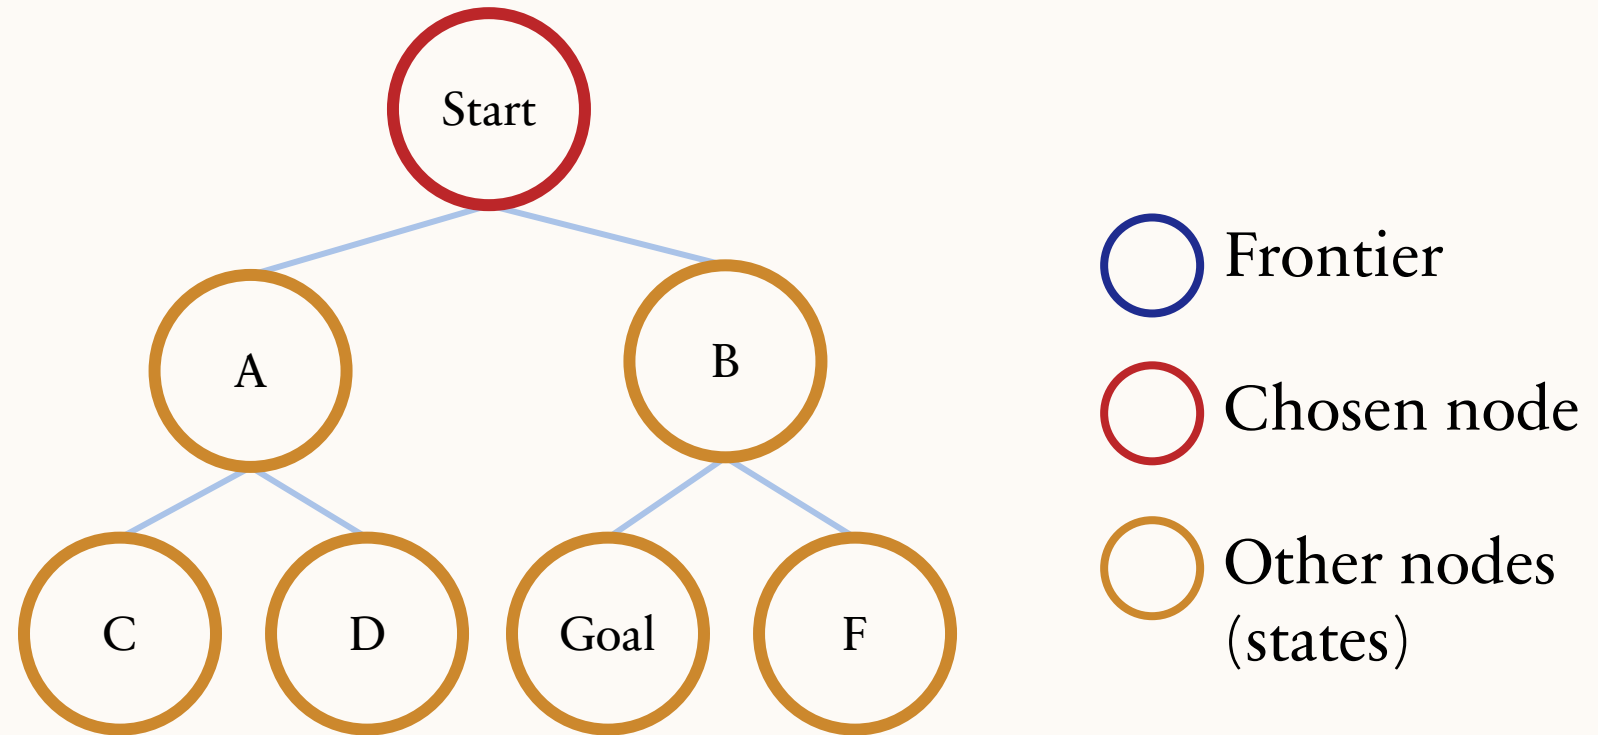 Start
A
B
C
D
Goal
F
Frontier
Chosen node
Other nodes
(states)